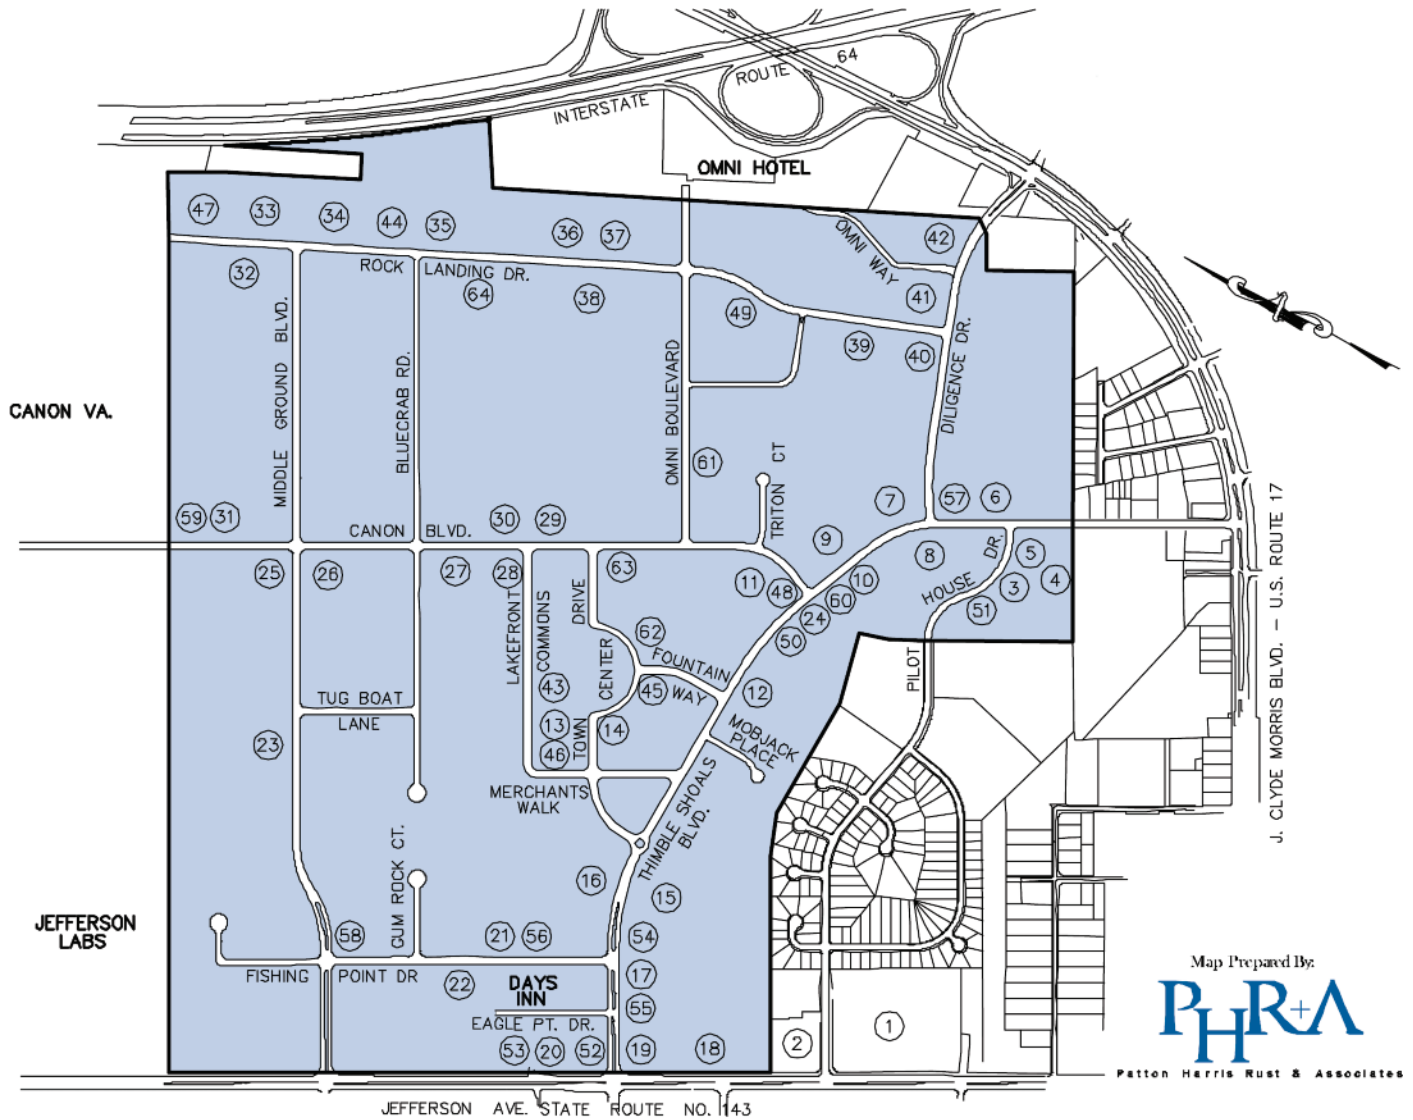 64
ROUTE
INTERSTATE
OMNI HOTEL
47
33
34
44
35
36
37
42
OMNI WAY
32
ROCK LANDING DR.
64
38
49
41
39
40
MIDDLE GROUND BLVD.
BLUECRAB RD.
OMNI BOULEVARD
DILIGENCE DR.
CANON VA.
61
TRITON CT
59
31
30
29
7
57
6
CANON BLVD.
9
8
DR.
5
25
26
27
28
63
11
48
10
60
24
50
HOUSE
51
3
4
LAKEFRONT
COMMONS
DRIVE
62
FOUNTAIN
WAY
CENTER
43
45
12
PILOT
TUG BOAT
LANE
13
46
TOWN
14
23
MOBJACK
PLACE
MERCHANTS
WALK
THIMBLE SHOALS
BLVD.
J. CLYDE MORRIS BLVD. – U.S. ROUTE 17
GUM ROCK CT.
16
15
JEFFERSON
LABS
58
21
56
54
FISHING POINT DR
22
DAYS
INN
17
55
EAGLE PT. DR.
53
20
52
19
18
2
1
Map Prepared By:
PHR+A
Patton Harris Rust & Associates
JEFFERSON AVE. STATE ROUTE NO. 143